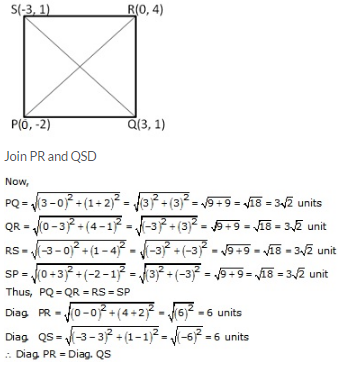 S(-3, 1) R(0, 4)
P(0, -2) Q(3, 1)
Join PR and QSD
Now,
PQ = √(3-0)² + (1+2)² = √(3)² + (3)² = √9+9 = √18 = 3√2 units
QR = √(0-3)² + (4-1)² = √(-3)² + (3)² = √9+9 = √18 = 3√2 unit
RS = √(-3-0)² + (1-4)² = √(-3)² + (-3)² = √9+9 = √18 = 3√2 unit
SP = √(0+3)² + (-2-1)² = √(3)² + (-3)² = √9+9 = √18 = 3√2 unit
Thus, PQ = QR = RS = SP
Diag. PR = √(0-0)² + (4+2)² = √(6)² = 6 units
Diag. QS = √(-3-3)² + (1-1)² = √(-6)² = 6 units
∴ Diag. PR = Diag. QS